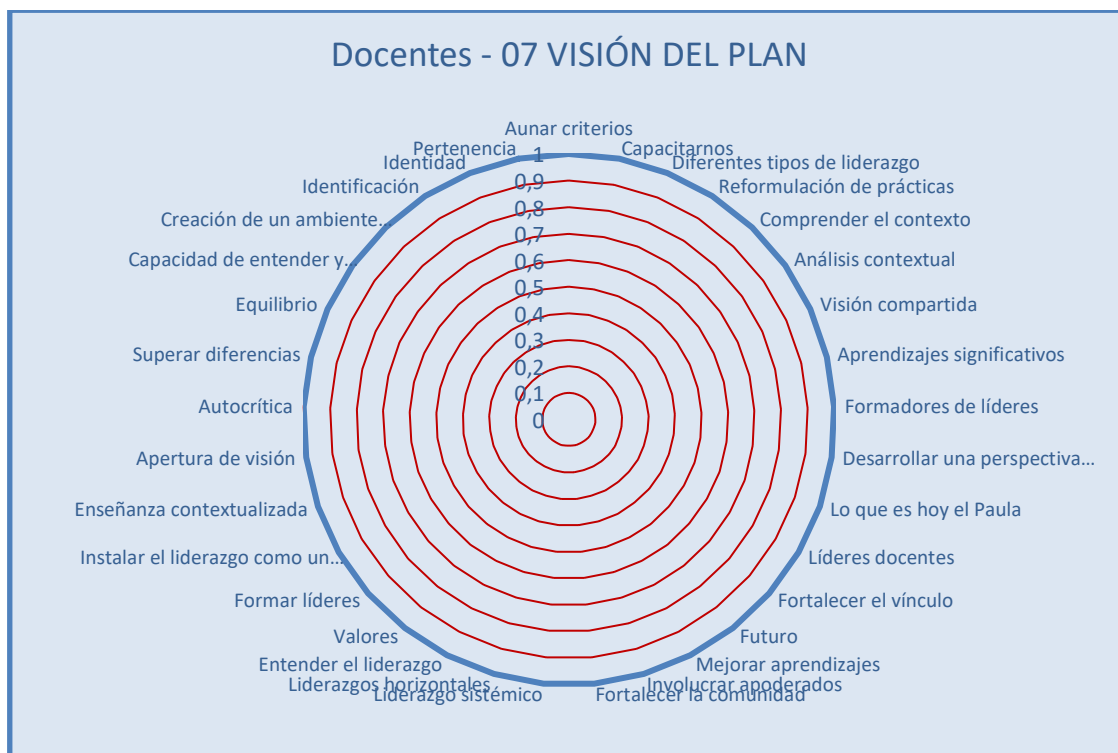 Docentes - 07 VISIÓN DEL PLAN
Aunar criterios
Capacitarnos
Diferentes tipos de liderazgo
Reformulación de prácticas
Comprender el contexto
Análisis contextual
Visión compartida
Aprendizajes significativos
Formadores de líderes
Desarrollar una perspectiva...
Lo que es hoy el Paula
Líderes docentes
Fortalecer el vínculo
Futuro
Mejorar aprendizajes
Involucrar apoderados
Fortalecer la comunidad
Liderazgo sistémico
Liderazgos horizontales
Entender el liderazgo
Valores
Formar líderes
Instalar el liderazgo como un...
Enseñanza contextualizada
Apertura de visión
Autocrítica
Superar diferencias
Equilibrio
Capacidad de entender y...
Creación de un ambiente...
Identificación
Identidad
Pertenencia
1
0,9
0,8
0,7
0,6
0,5
0,4
0,3
0,2
0,1
0